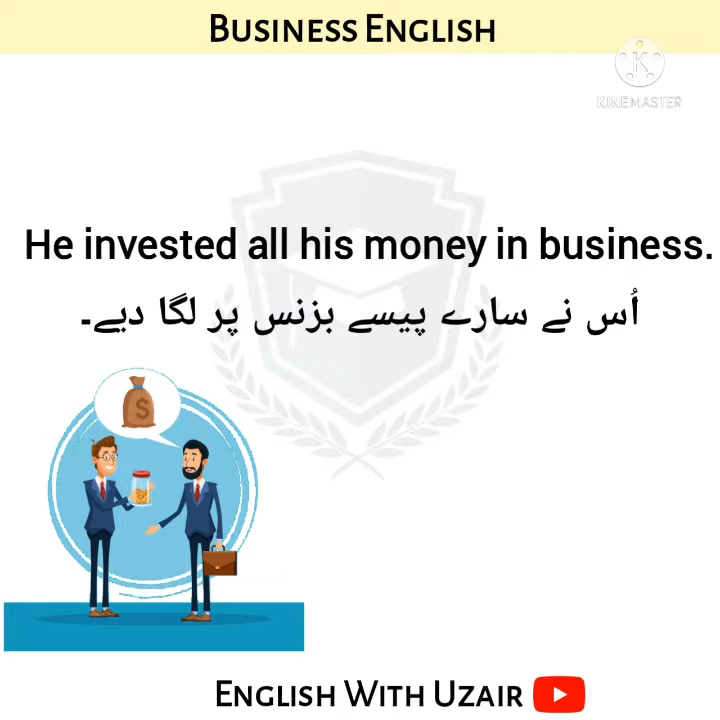 BUSINESS ENGLISH
K
KINEMASTER
He invested all his money in business.
اُس نے سارے پیسے بزنس پر لگا دیے۔
$
ENGLISH WITH UZAIR